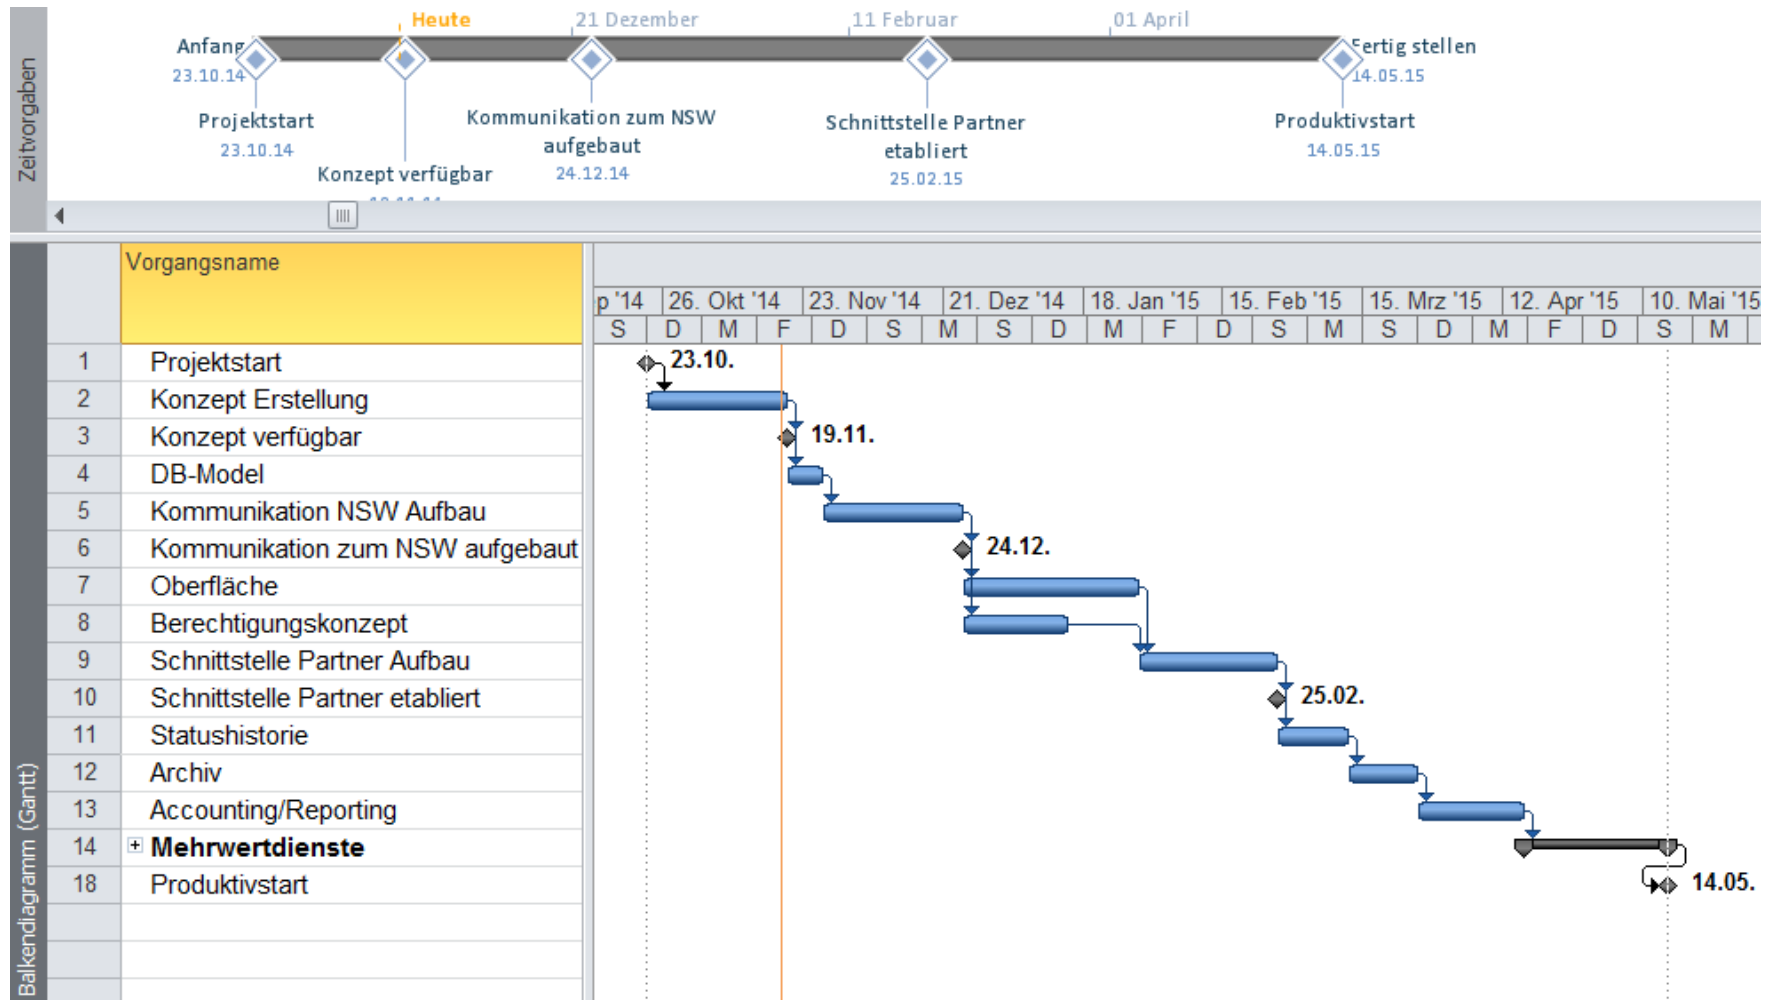 Zeitvorgaben
Heute
21 Dezember
11 Februar
01 April
Anfang
23.10.14
Fertig stellen
14.05.15
Projektstart
23.10.14
Konzept verfügbar
Kommunikation zum NSW
aufgebaut
24.12.14
Schnittstelle Partner
etabliert
25.02.15
Produktivstart
14.05.15
Balkendiagramm (Gantt)
Vorgangsname
p '14 26. Okt '14 23. Nov '14 21. Dez '14 18. Jan '15 15. Feb '15 15. Mrz '15 12. Apr '15 10. Mai '15
S D M F D S M S D M F D S M S D M F D S M
1 Projektstart 23.10.
2 Konzept Erstellung
3 Konzept verfügbar 19.11.
4 DB-Model
5 Kommunikation NSW Aufbau
6 Kommunikation zum NSW aufgebaut 24.12.
7 Oberfläche
8 Berechtigungskonzept
9 Schnittstelle Partner Aufbau
10 Schnittstelle Partner etabliert 25.02.
11 Statushistorie
12 Archiv
13 Accounting/Reporting
14 Mehrwertdienste
18 Produktivstart 14.05.